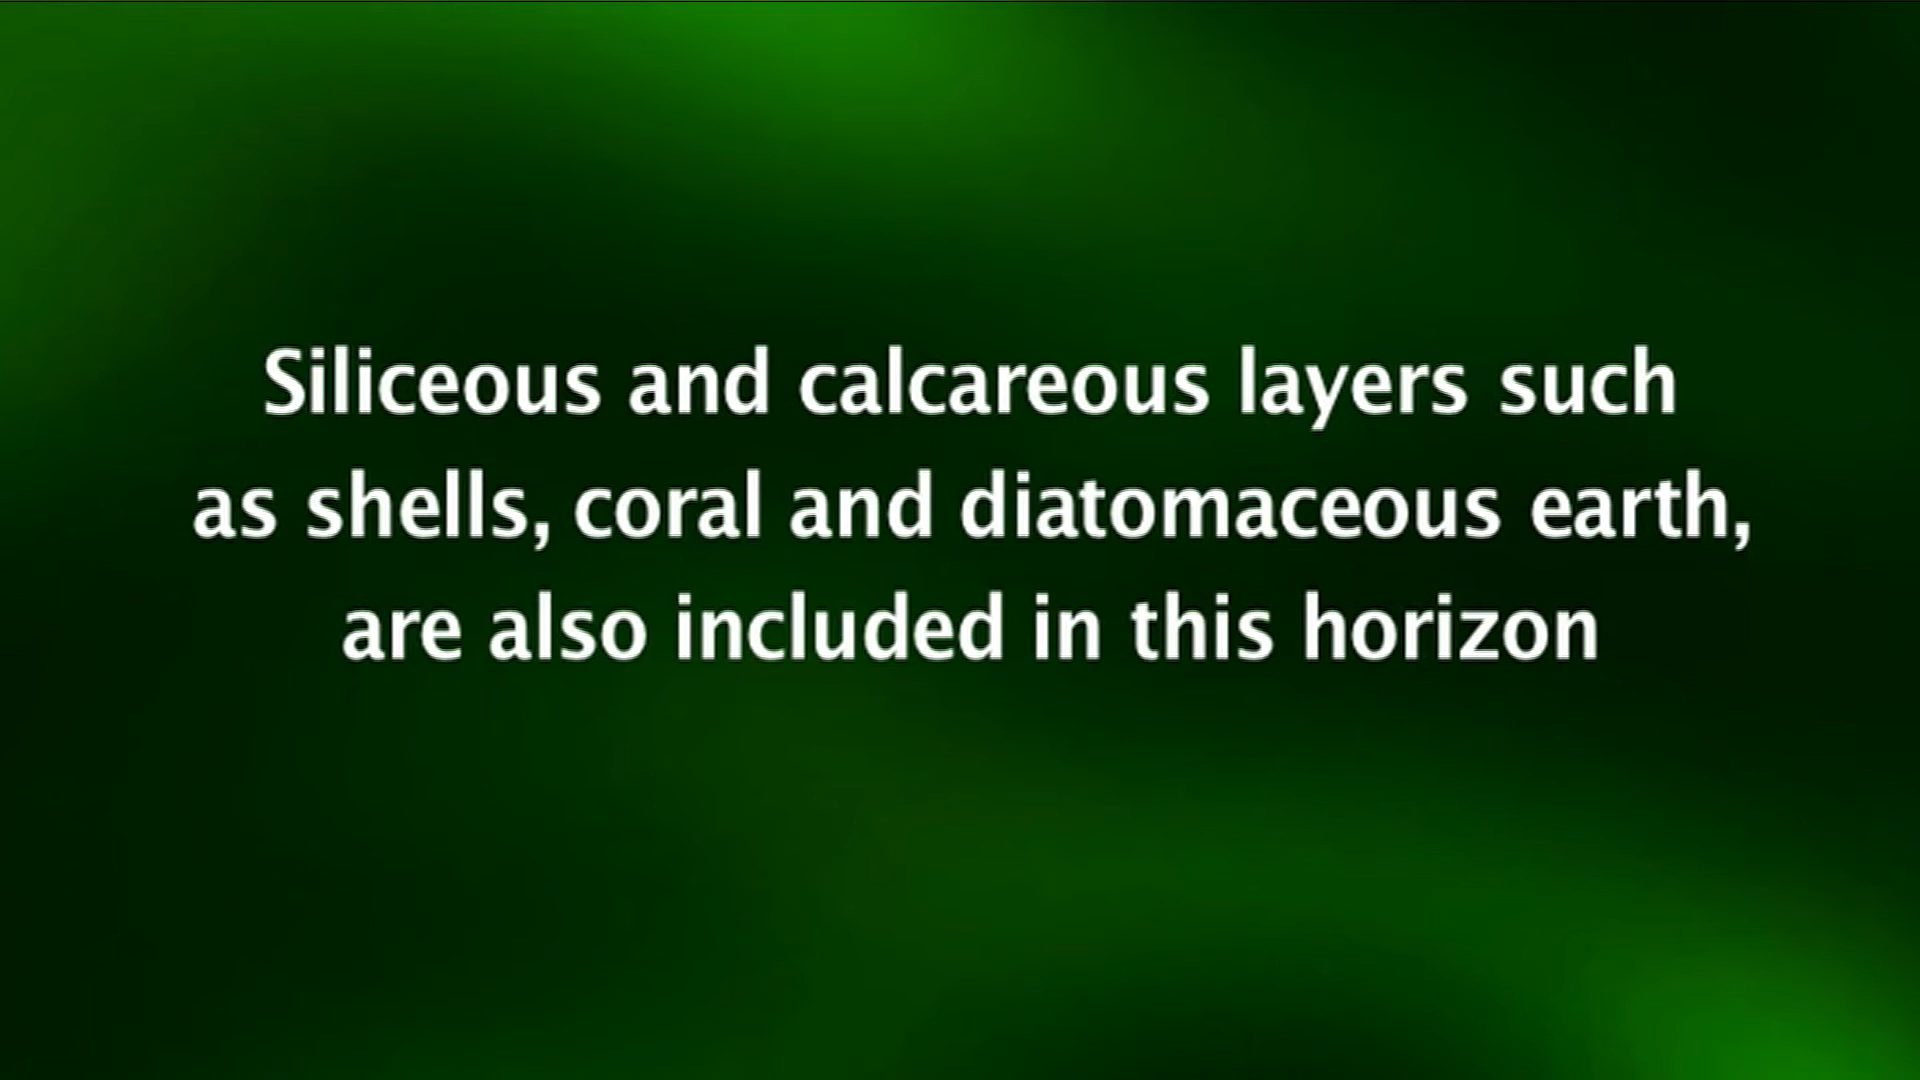 Siliceous and calcareous layers such
as shells, coral and diatomaceous earth,
are also included in this horizon